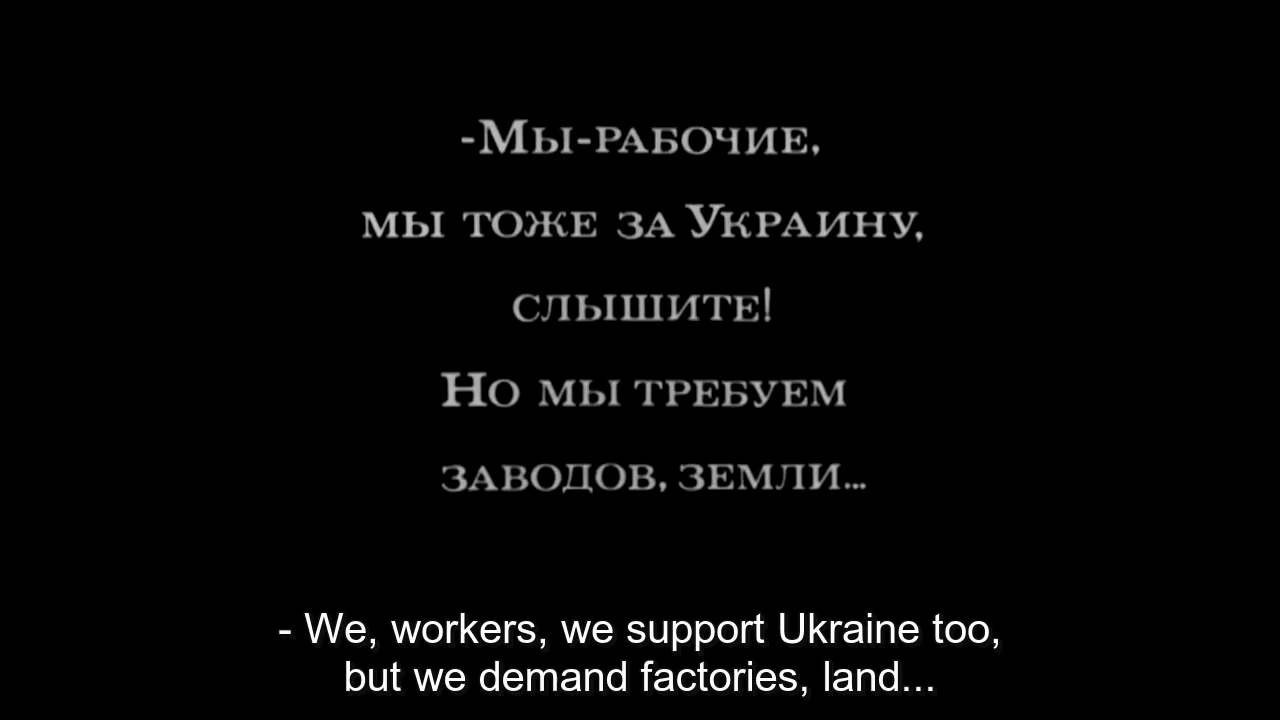 -Мы-рабочие,
мы тоже за Украину,
слышите!
Но мы требуем
заводов, земли...
- We, workers, we support Ukraine too,
but we demand factories, land...